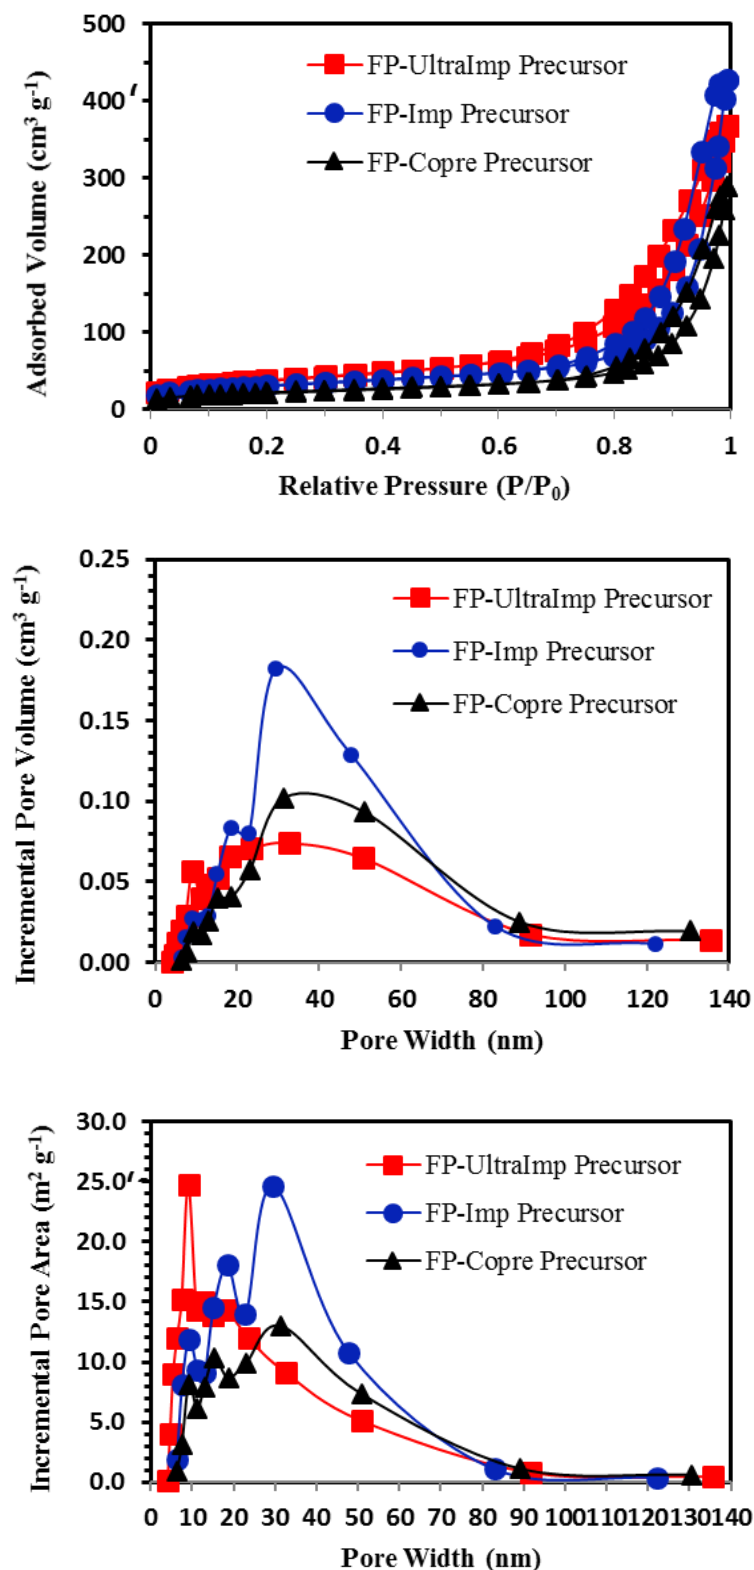 500
400
300
200
100
0
Adsorbed Volume (cm³ g⁻¹)
FP-UltraImp Precursor
FP-Imp Precursor
FP-Copre Precursor
0 0.2 0.4 0.6 0.8 1
Relative Pressure (P/P₀)
0.25
0.20
0.15
0.10
0.05
0.00
Incremental Pore Volume (cm³ g⁻¹)
FP-UltraImp Precursor
FP-Imp Precursor
FP-Copre Precursor
0 20 40 60 80 100 120 140
Pore Width (nm)
30.0
25.0
20.0
15.0
10.0
5.0
0.0
Incremental Pore Area (m² g⁻¹)
FP-UltraImp Precursor
FP-Imp Precursor
FP-Copre Precursor
0 10 20 30 40 50 60 70 80 90 100 110 120 130 140
Pore Width (nm)